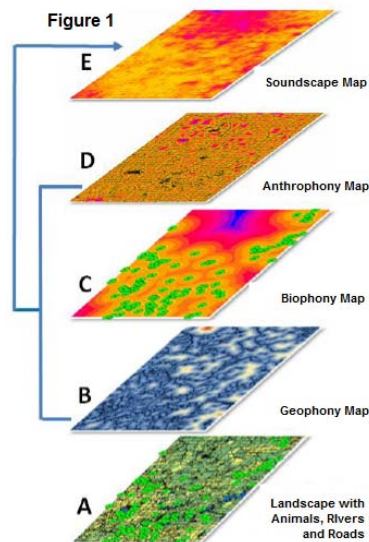 Figure 1
E
Soundscape Map
D
Anthrophony Map
C
Biophony Map
B
Geophony Map
A
Landscape with
Animals, RIvers
and Roads